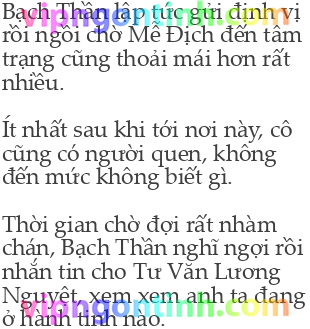 Bạch Thần lập tức gửi định vị
rồi ngồi chờ Mễ Địch đến tâm
trạng cũng thoải mái hơn rất
nhiều.
Ít nhất sau khi tới nơi này, cô
cũng có người quen, không
đến mức không biết gì.
Thời gian chờ đợi rất nhàm
chán, Bạch Thần nghĩ ngợi rồi
nhắn tin cho Tư Văn Lương
Nguyệt, xem xem anh ta đang
ở hành tinh nào.
vipngontinh.com
vipngontinh.com